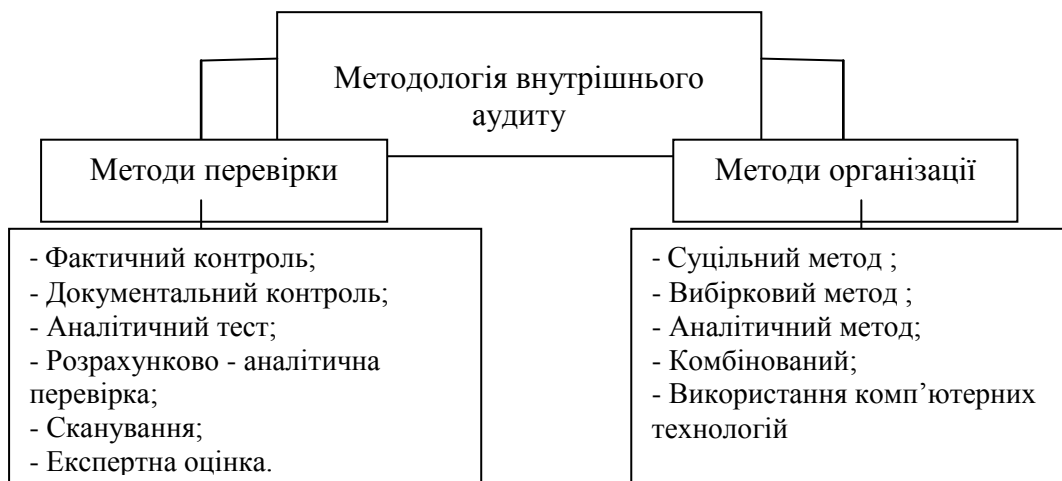 Методологія внутрішнього
аудиту
Методи перевірки
Методи організації
- Фактичний контроль;
- Документальний контроль;
- Аналітичний тест;
- Розрахунково - аналітична
перевірка;
- Сканування;
- Експертна оцінка.
- Суцільний метод ;
- Вибірковий метод ;
- Аналітичний метод;
- Комбінований;
- Використання комп’ютерних
технологій